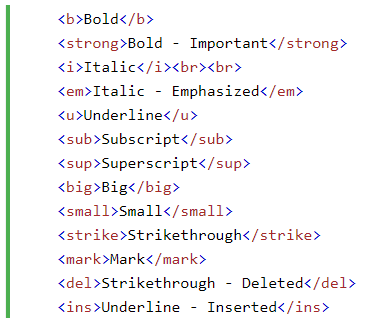 <b>Bold</b>
<strong>Bold - Important</strong>
<i>Italic</i><br><br>
<em>Italic - Emphasized</em>
<u>Underline</u>
<sub>Subscript</sub>
<sup>Superscript</sup>
<big>Big</big>
<small>Small</small>
<strike>Strikethrough</strike>
<mark>Mark</mark>
<del>Strikethrough - Deleted</del>
<ins>Underline - Inserted</ins>